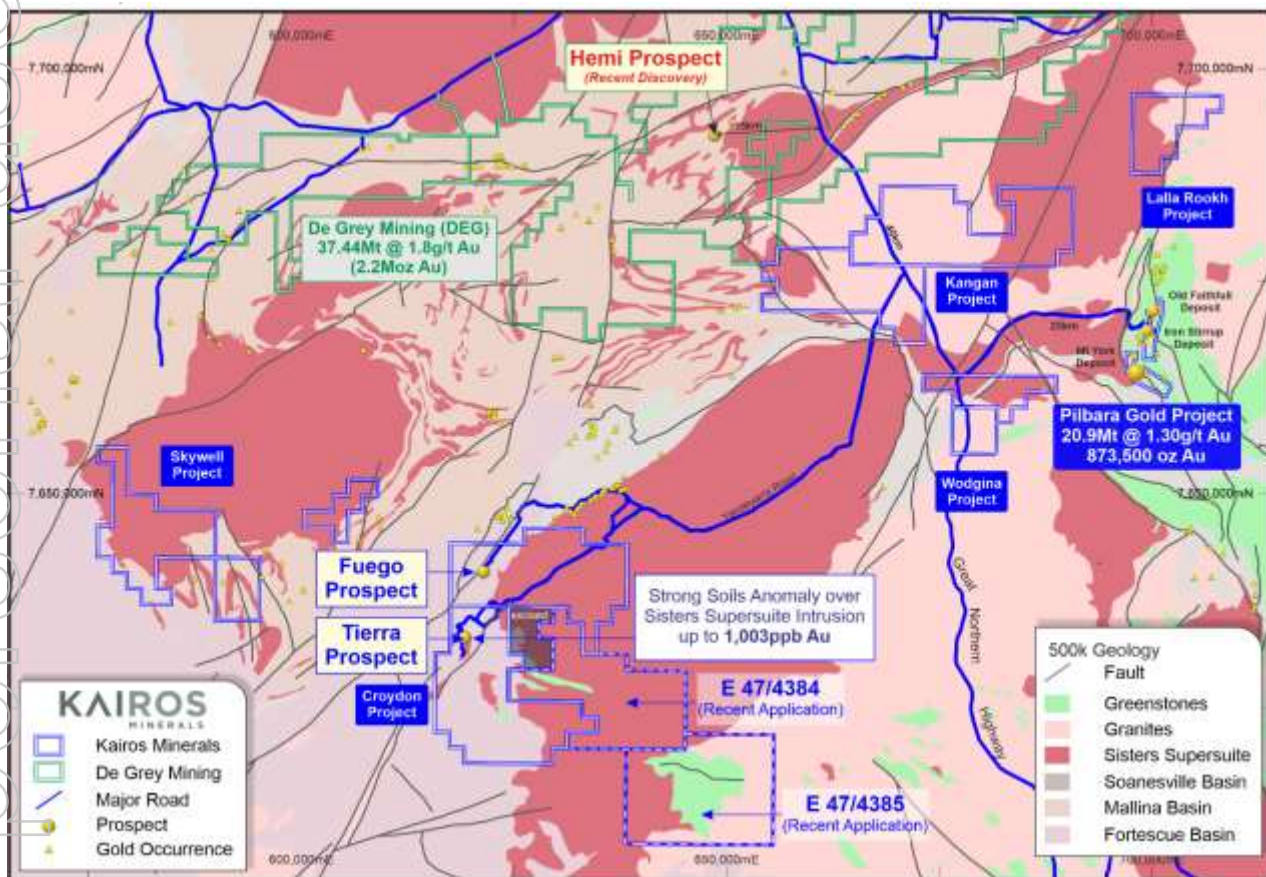 600,000mE
650,000mE
700,000mE
7,700,000mN
7,700,000mN
Hemi Prospect
(Recent Discovery)
Lalla Rookh
Project
De Grey Mining (DEG)
37.44Mt @ 1.8g/t Au
(2.2Moz Au)
Kangan
Project
Old Faithfull
Deposit
Iron Stirrup
Deposit
Mt York
Deposit
Pilbara Gold Project
20.9Mt @ 1.30g/t Au
873,500 oz Au
Skywell
Project
Wodgina
Project
7,650,000mN
7,650,000mN
Fuego
Prospect
Great Northern Highway
Strong Soils Anomaly over
Sisters Supersuite Intrusion
up to 1,003ppb Au
Tierra
Prospect
Croydon
Project
E 47/4384
(Recent Application)
E 47/4385
(Recent Application)
KAIROS
MINERALS
Kairos Minerals
De Grey Mining
Major Road
Prospect
Gold Occurrence
500k Geology
Fault
Greenstones
Granites
Sisters Supersuite
Soanesville Basin
Mallina Basin
Fortescue Basin
600,000mE
650,000mE
700,000mE